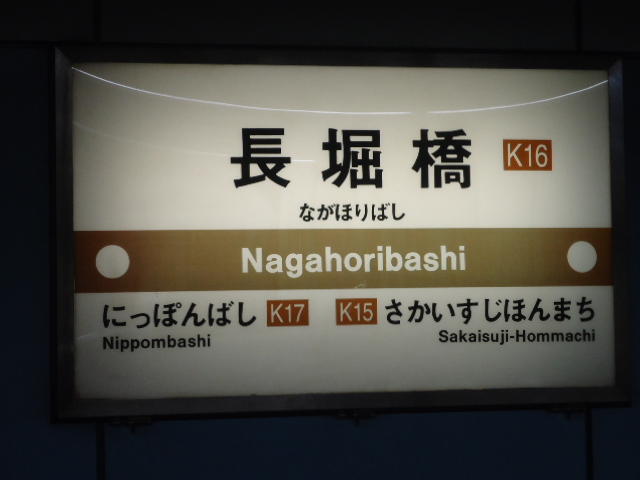 長堀橋 K16
ながほりばし
Nagahoribashi
にっぽんばし K17 K15 さかいすじほんまち
Nippombashi Sakaisuji-Hommachi